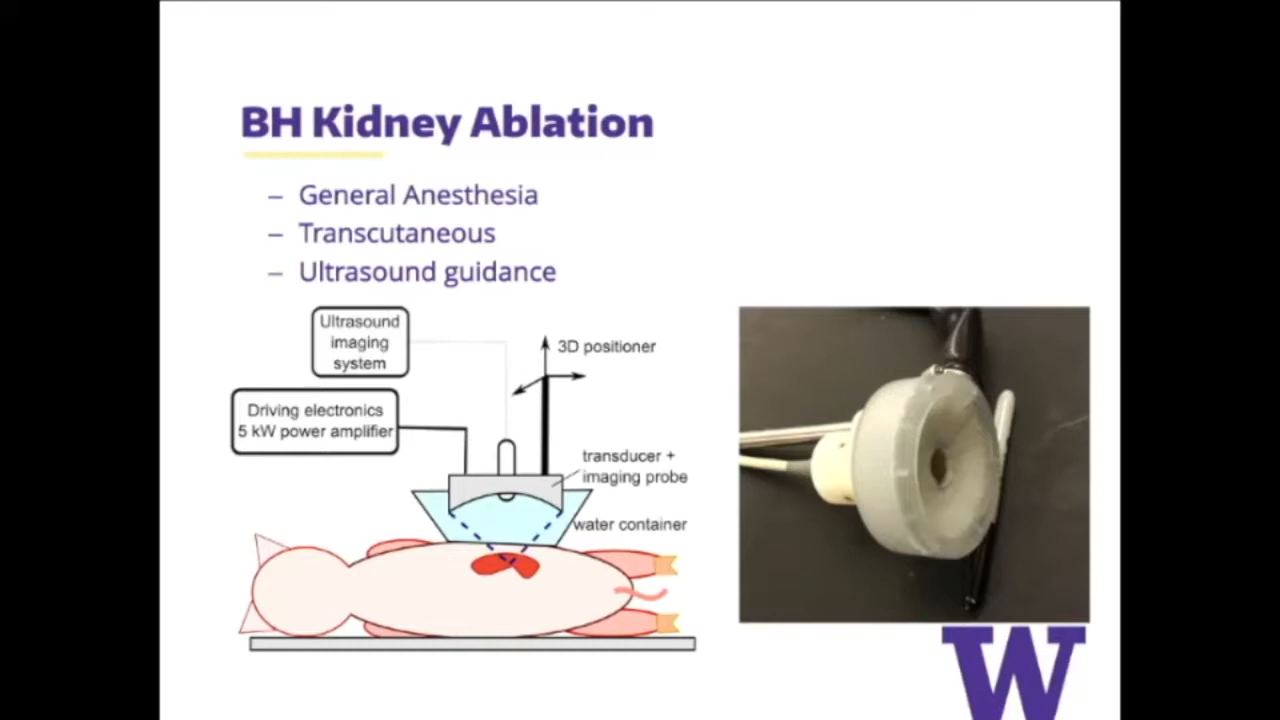 BH Kidney Ablation
– General Anesthesia
– Transcutaneous
– Ultrasound guidance
Ultrasound
imaging
system
3D positioner
Driving electronics
5 kW power amplifier
transducer +
imaging probe
water container
W